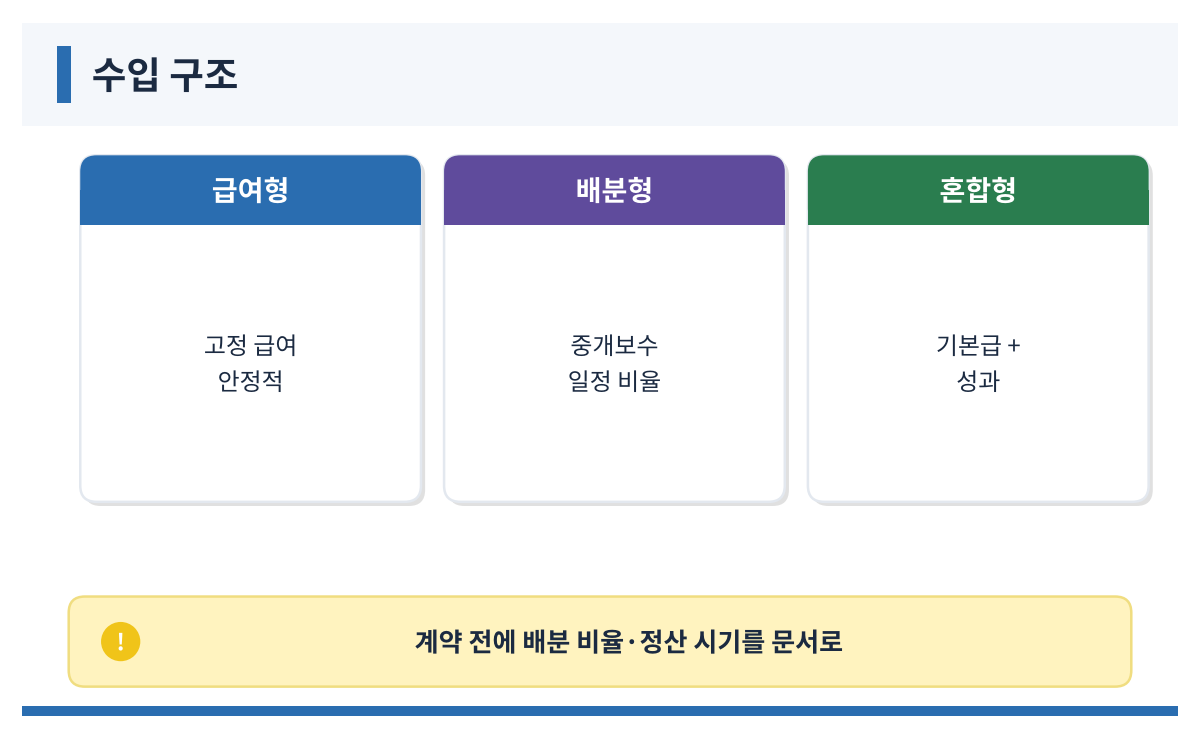 수입 구조
급여형
고정 급여
안정적
배분형
중개보수
일정 비율
혼합형
기본급 +
성과
!
계약 전에 배분 비율·정산 시기를 문서로